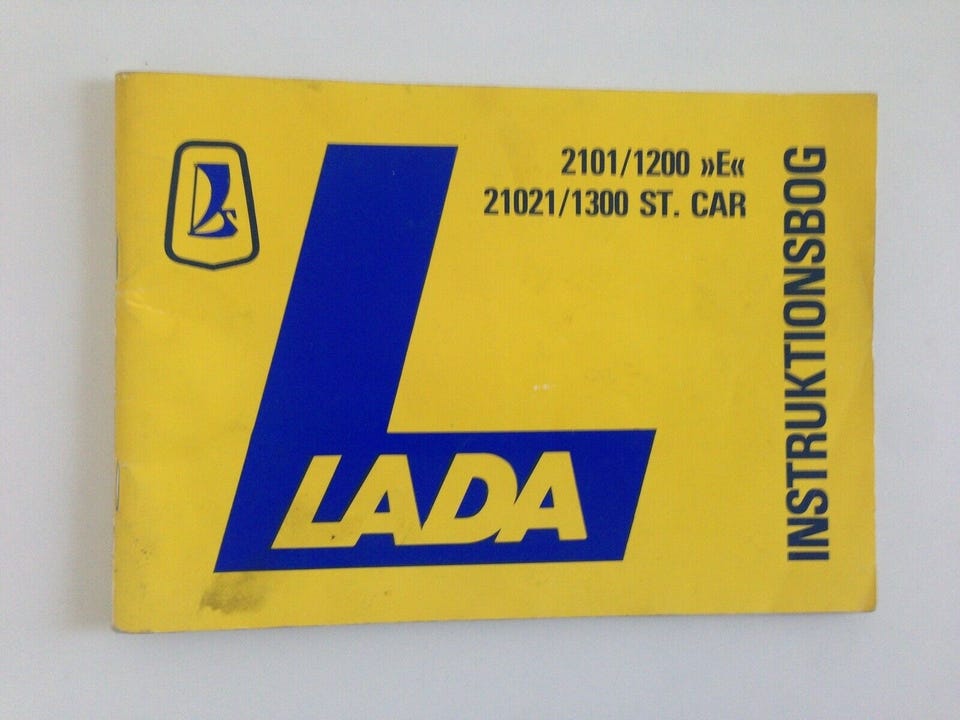 2101/1200 »E«
21021/1300 ST. CAR
LADA
INSTRUKTIONSBOG